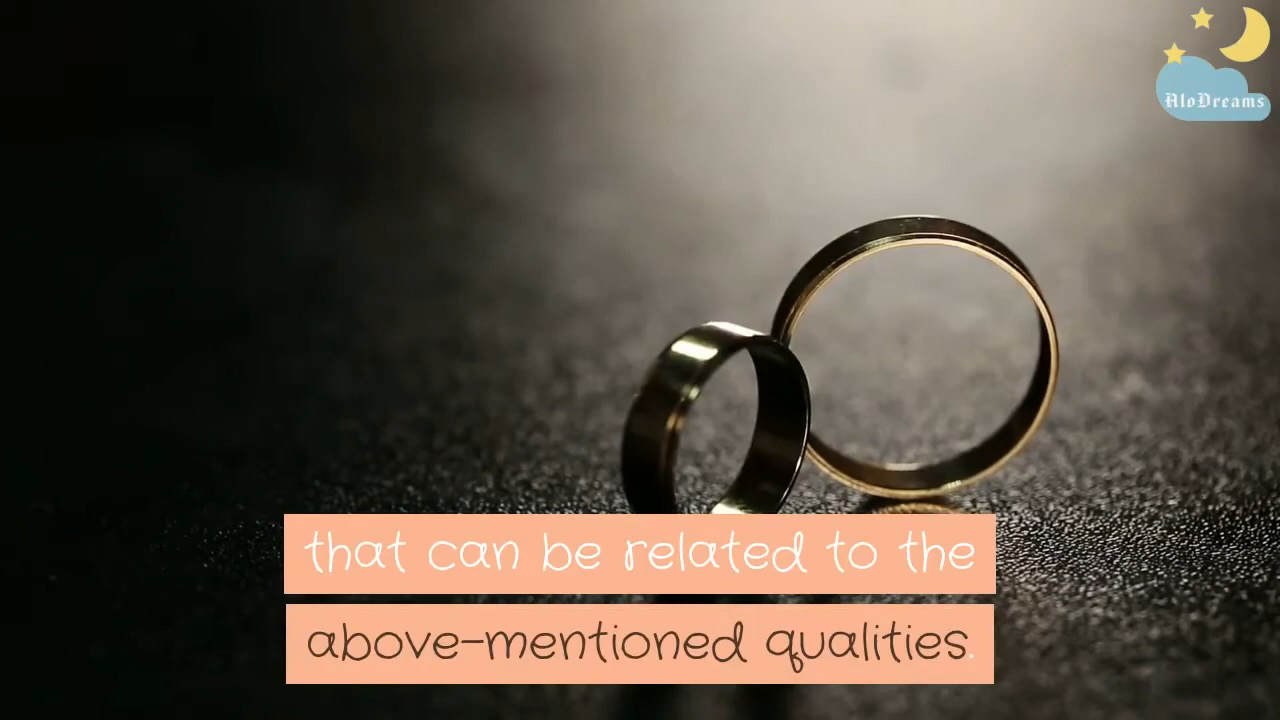 AloDreams
that can be related to the
above-mentioned qualities.